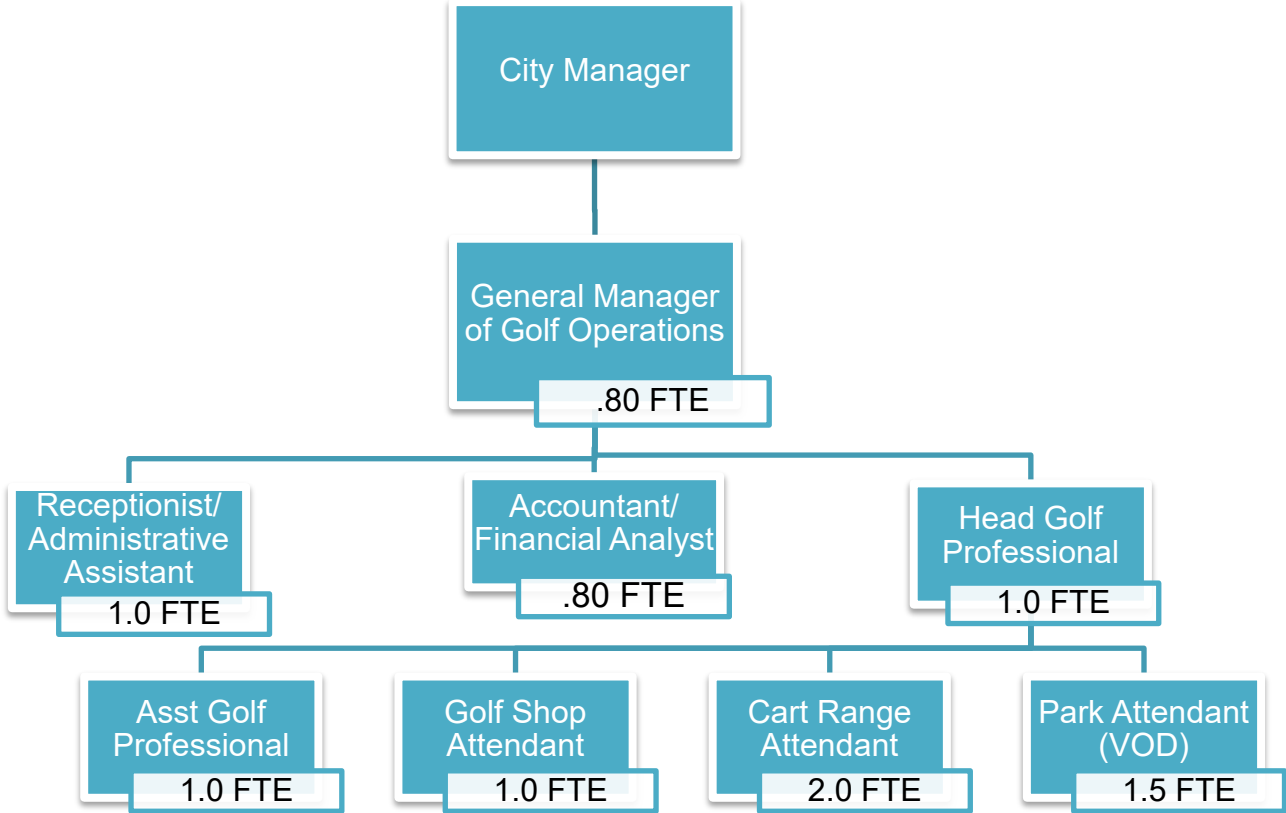 City Manager
General Manager
of Golf Operations
.80 FTE
Receptionist/
Administrative
Assistant
1.0 FTE
Accountant/
Financial Analyst
.80 FTE
Head Golf
Professional
1.0 FTE
Asst Golf
Professional
1.0 FTE
Golf Shop
Attendant
1.0 FTE
Cart Range
Attendant
2.0 FTE
Park Attendant
(VOD)
1.5 FTE